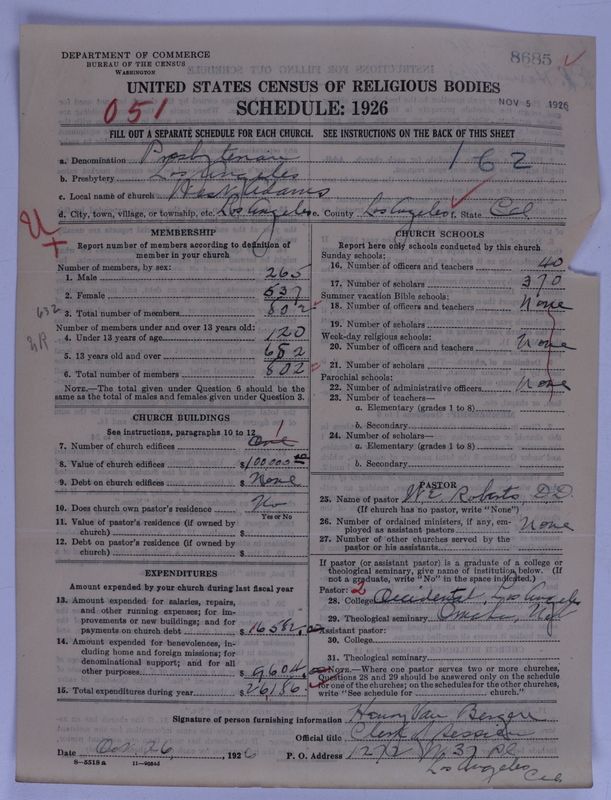 DEPARTMENT OF COMMERCE
BUREAU OF THE CENSUS
WASHINGTON
8685
UNITED STATES CENSUS OF RELIGIOUS BODIES
NOV 5 1926
051
SCHEDULE: 1926
FILL OUT A SEPARATE SCHEDULE FOR EACH CHURCH. SEE INSTRUCTIONS ON THE BACK OF THIS SHEET
a. Denomination Presbyterian
162
b. Presbytery Los Angeles
c. Local name of church West Adams
d. City, town, village, or township, etc. Los Angeles e. County Los Angeles f. State Cal
MEMBERSHIP
Report number of members according to definition of
member in your church
Number of members, by sex:
1. Male 265
2. Female 537
3. Total number of members 802
Number of members under and over 13 years old:
4. Under 13 years of age 120
5. 13 years old and over 682
6. Total number of members 802
NOTE.—The total given under Question 6 should be the
same as the total of males and females given under Question 3.
CHURCH BUILDINGS
See instructions, paragraphs 10 to 12
7. Number of church edifices One 1
8. Value of church edifices $100,000 00
9. Debt on church edifices $ None
10. Does church own pastor's residence? No
Yes or No
11. Value of pastor's residence (if owned by
church) $
12. Debt on pastor's residence (if owned by
church) $
EXPENDITURES
Amount expended by church during last fiscal year
13. Amount expended for salaries, repairs,
and other running expenses; for im-
provements or new buildings; and for
payments on church debt $16582.00
14. Amount expended for benevolences, in-
cluding home and foreign missions; for
denominational support; and for all
other purposes $9604.00
15. Total expenditures during year $26186.
CHURCH SCHOOLS
Report here only schools conducted by this church
Sunday schools:
16. Number of officers and teachers 40
17. Number of scholars 370
Summer vacation Bible schools:
18. Number of officers and teachers None
19. Number of scholars
Week-day religious schools:
20. Number of officers and teachers None
21. Number of scholars
Parochial schools:
22. Number of administrative officers None
23. Number of teachers—
a. Elementary (grades 1 to 8)
b. Secondary
24. Number of scholars—
a. Elementary (grades 1 to 8)
b. Secondary
PASTOR
25. Name of pastor W.E. Roberts, D.D.
(If church has no pastor, write "None")
26. Number of ordained ministers, if any, em-
ployed as assistant pastors None
27. Number of other churches served by the
pastor or his assistants
If pastor (or assistant pastor) is a graduate of a college or
theological seminary, give name of institution below. (If
not a graduate, write "No" in the space indicated.)
Pastor: 2
28. College Occidental, Los Angeles
29. Theological seminary Omaha,
Assistant pastor:
30. College
31. Theological seminary
NOTE.—Where one pastor serves two or more churches,
Questions 28 and 29 should be answered only on the schedule
for one of the churches; on the schedules for the other churches,
write "See schedule for church."
Signature of person furnishing information Henry Van Bergen
Official title Clerk of Session
Date Oct 26, 1926 P. O. Address 1272 W 37 Pl
Los Angeles
Cal.
8—5518a